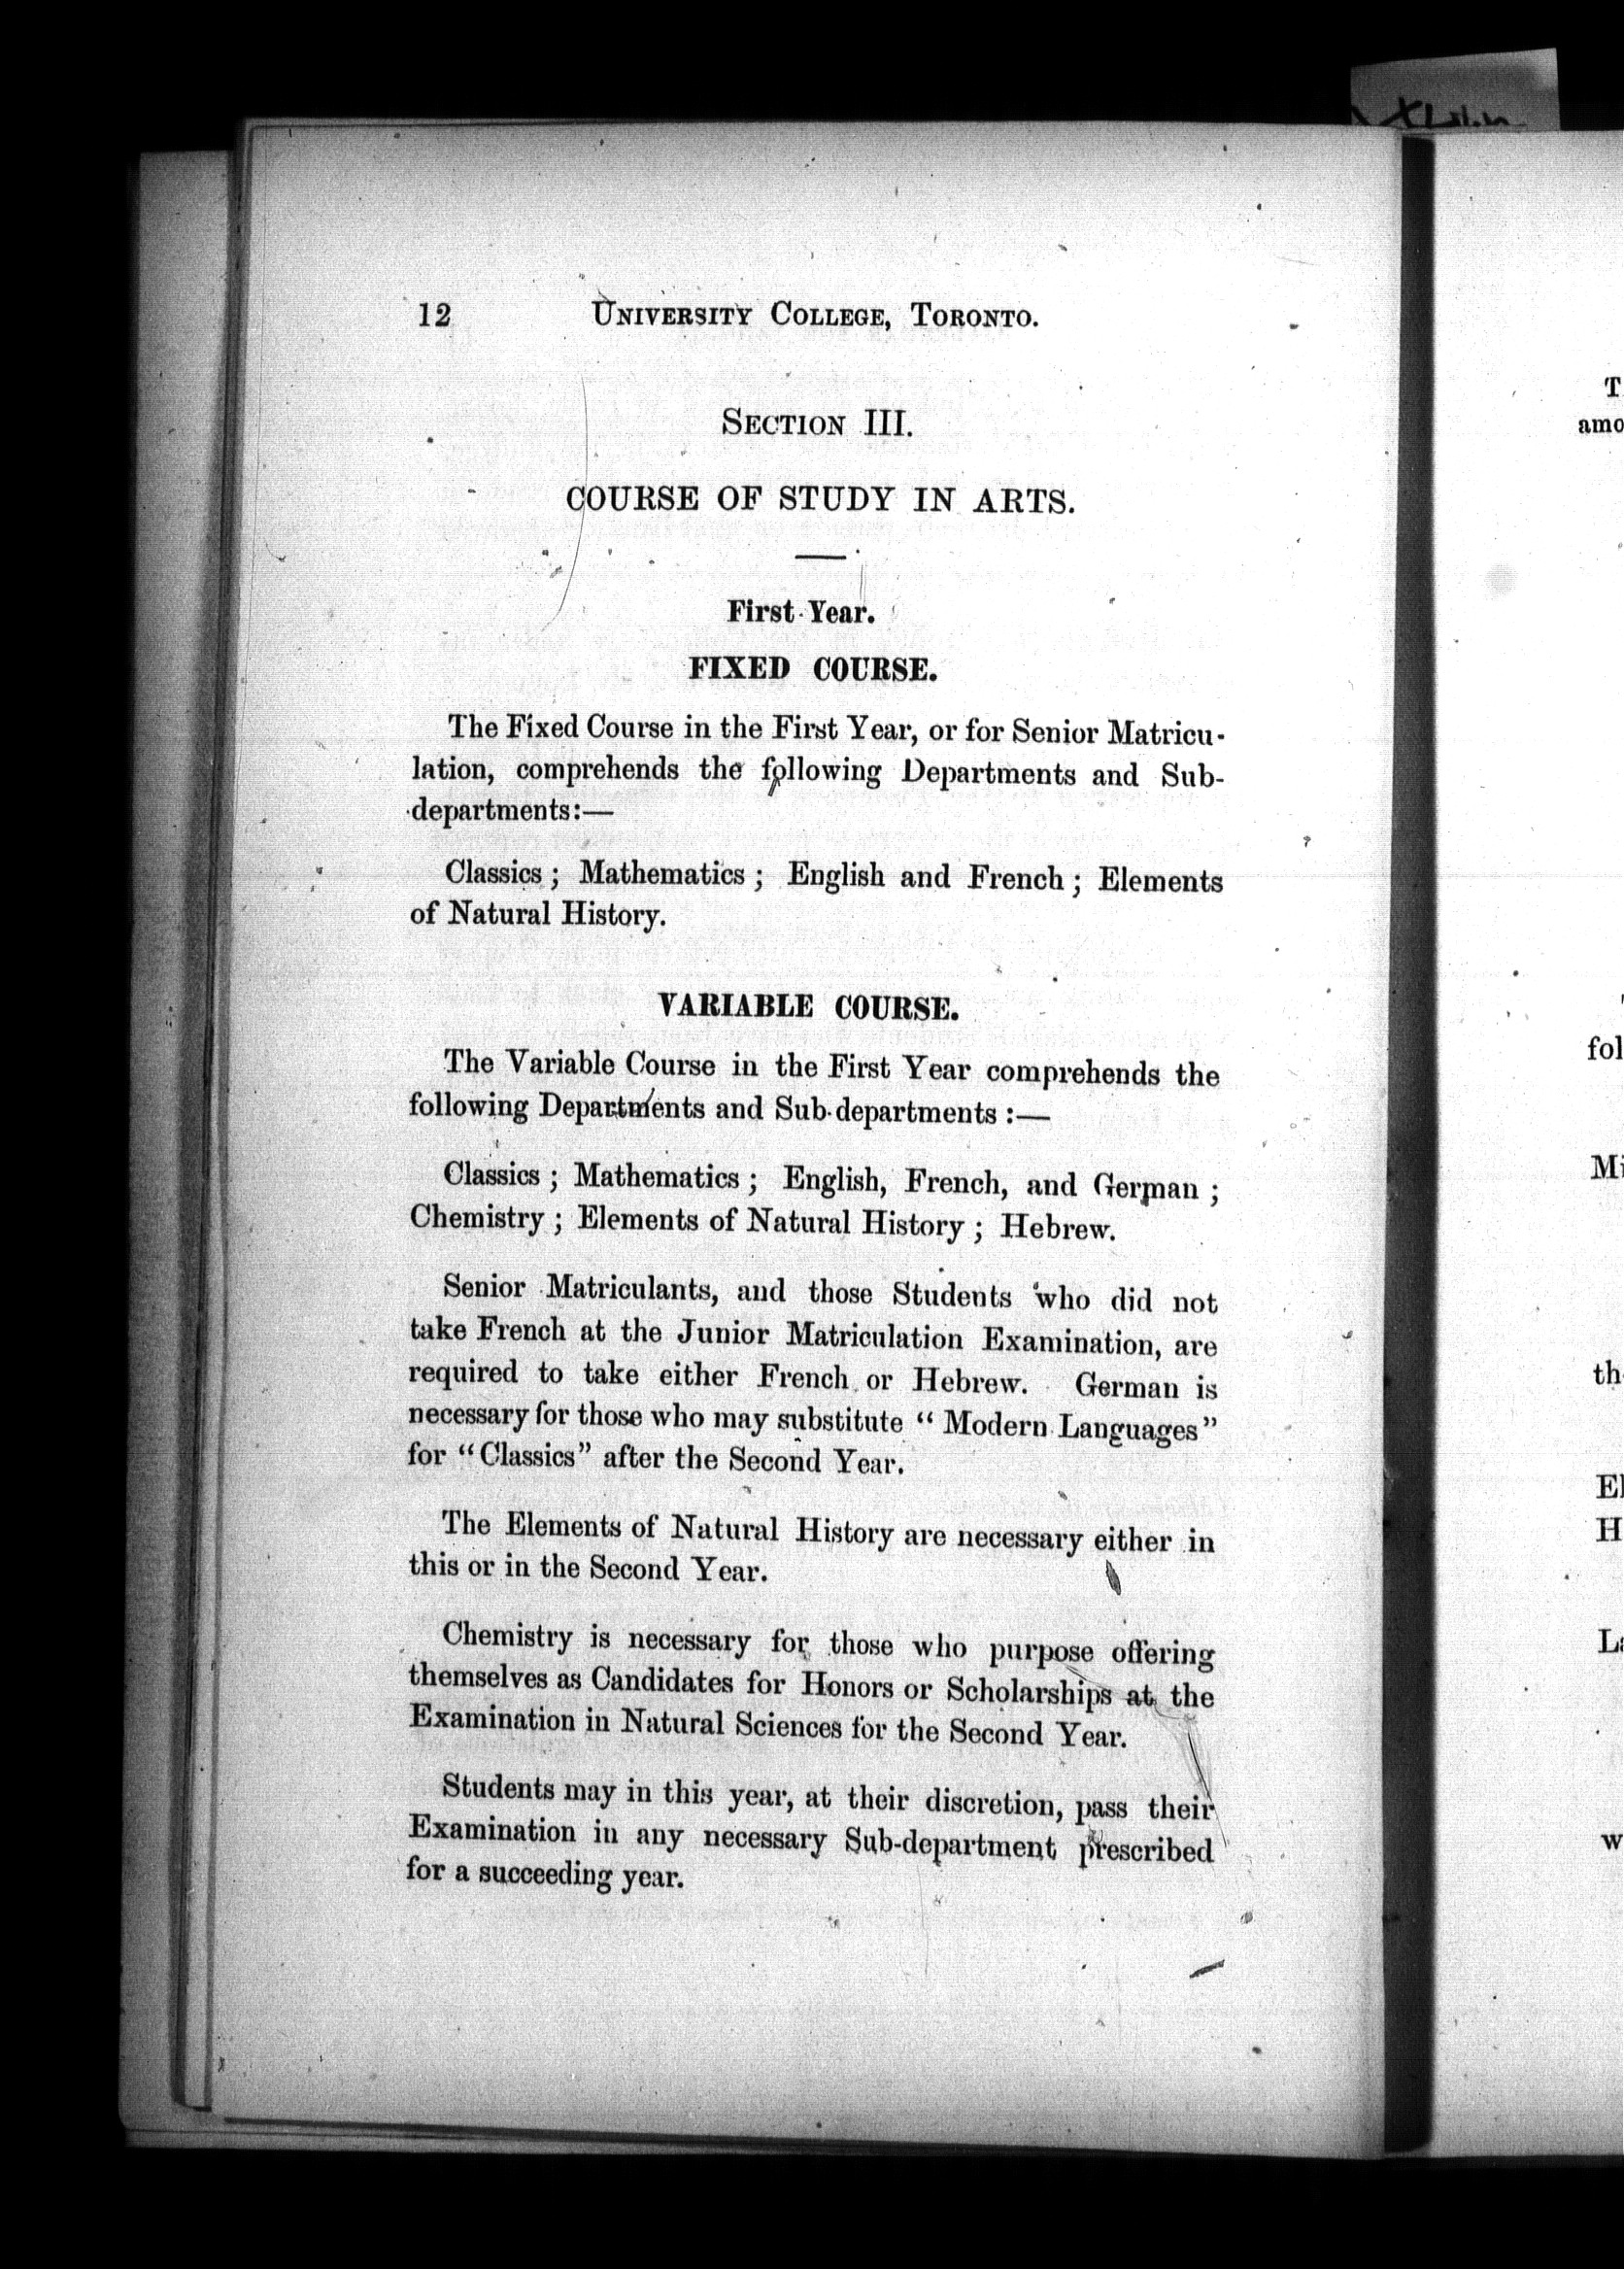 12 UNIVERSITY COLLEGE, TORONTO.
SECTION III.
COURSE OF STUDY IN ARTS.
First Year.
FIXED COURSE.
The Fixed Course in the First Year, or for Senior Matricu-
lation, comprehends the following Departments and Sub-
departments:—
Classics; Mathematics; English and French; Elements
of Natural History.
VARIABLE COURSE.
The Variable Course in the First Year comprehends the
following Departments and Sub-departments:—
Classics; Mathematics; English, French, and German;
Chemistry; Elements of Natural History; Hebrew.
Senior Matriculants, and those Students who did not
take French at the Junior Matriculation Examination, are
required to take either French or Hebrew. German is
necessary for those who may substitute "Modern Languages"
for "Classics" after the Second Year.
The Elements of Natural History are necessary either in
this or in the Second Year.
Chemistry is necessary for those who purpose offering
themselves as Candidates for Honors or Scholarships at the
Examination in Natural Sciences for the Second Year.
Students may in this year, at their discretion, pass their
Examination in any necessary Sub-department prescribed
for a succeeding year.
T
amo
fol
Mi
th
El
H
La
w